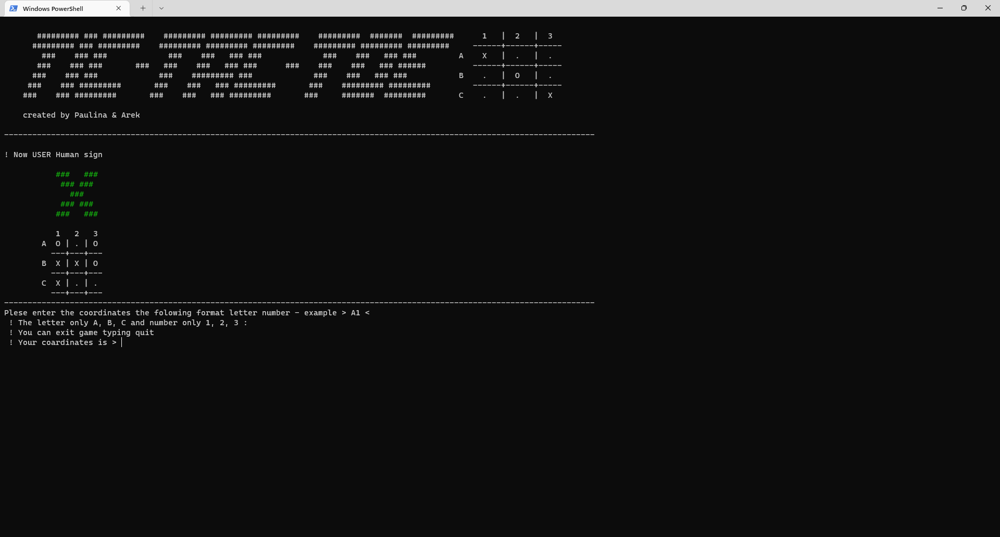 Windows PowerShell
######### ### #########    ######### ######### #########    #########  #######  #########      1   |  2   |  3
######### ### #########    ######### ######### #########    ######### ######### #########     ------+------+-----
###    ### ###             ###    ###   ### ###             ###    ###   ### ###         A    X   |  .   |  .
###    ### ###       ###   ###    ###   ### ###      ###    ###    ###   ### ######          ------+------+-----
###    ### ###             ###    ######### ###             ###    ###   ### ###           B    .   |  O   |  .
###    ### #########       ###    ###   ### #########       ###    ######### #########         ------+------+-----
###    ### #########       ###    ###   ### #########       ###     #######  #########       C    .   |  .   |  X
created by Paulina & Arek
------------------------------------------------------------------------------------------------------------------------------
! Now USER Human sign
###   ###
 ### ###
   ###
 ### ###
###   ###
1   2   3
A  O | . | O
---+---+---
B  X | X | O
---+---+---
C  X | . | .
---+---+---
------------------------------------------------------------------------------------------------------------------------------
Plese enter the coordinates the folowing format letter number - example > A1 <
! The letter only A, B, C and number only 1, 2, 3 :
! You can exit game typing quit
! Your coardinates is >